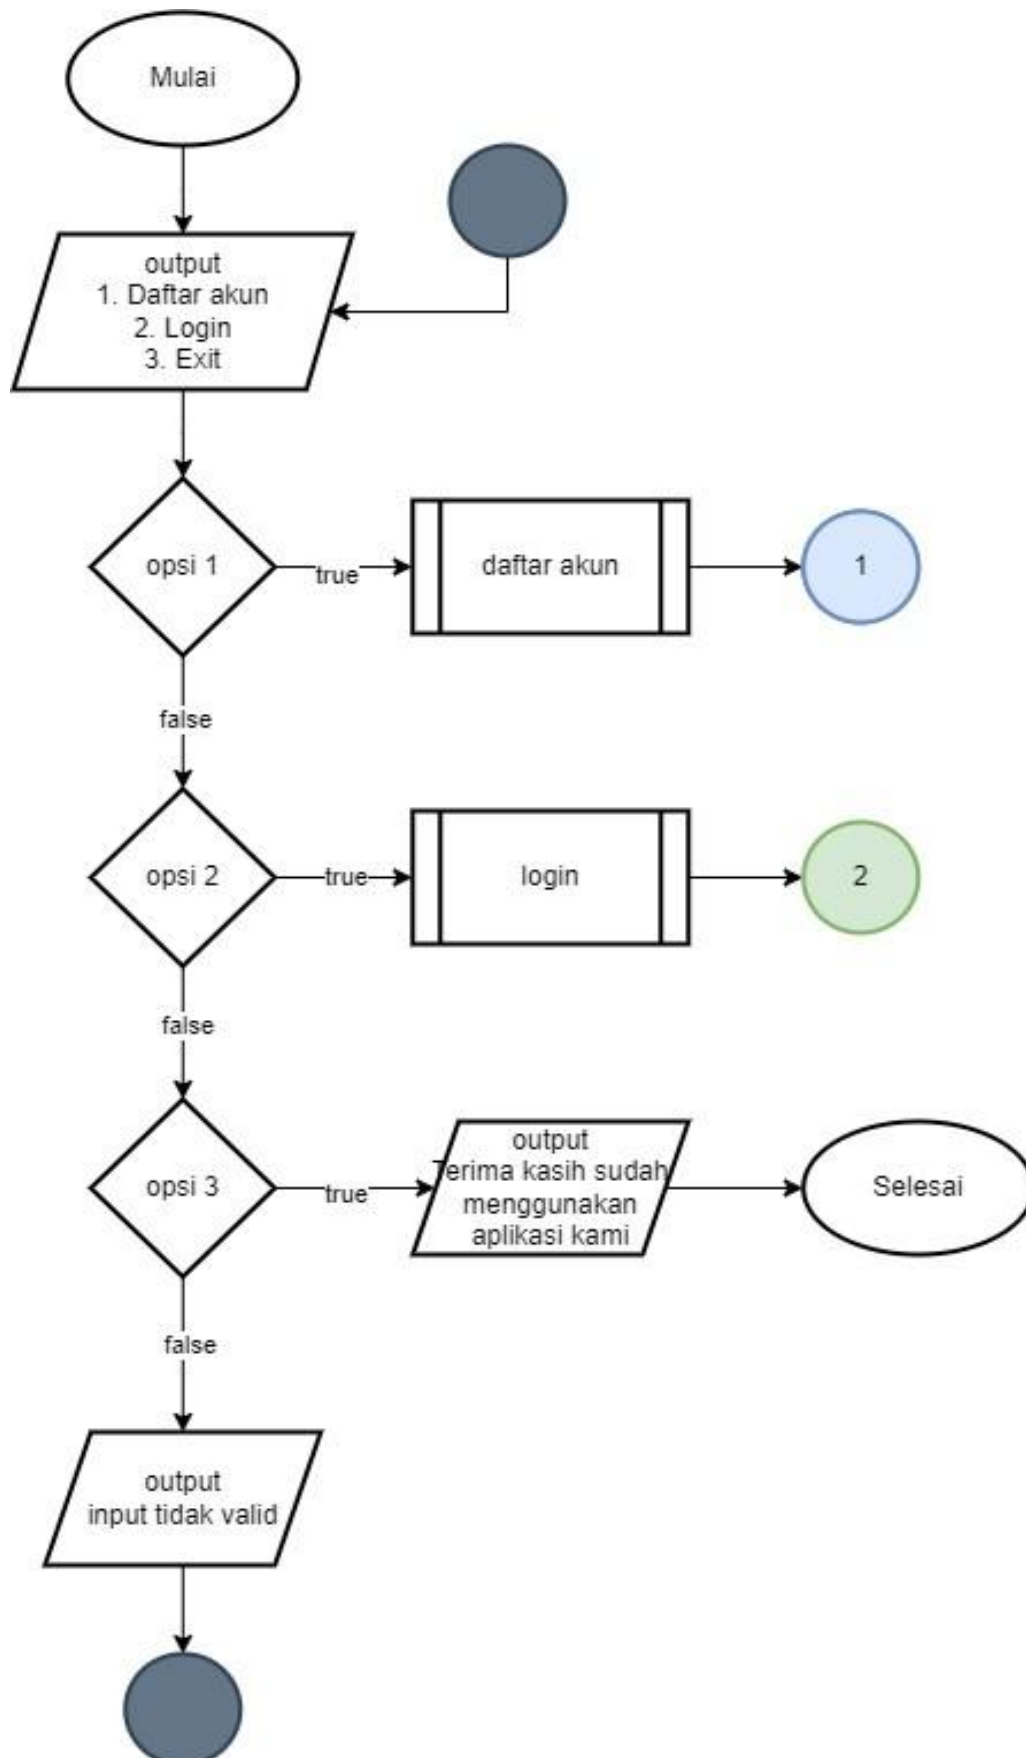 Mulai
output
1. Daftar akun
2. Login
3. Exit
opsi 1
true
daftar akun
1
false
opsi 2
true
login
2
false
opsi 3
true
output
Terima kasih sudah
menggunakan
aplikasi kami
Selesai
false
output
input tidak valid